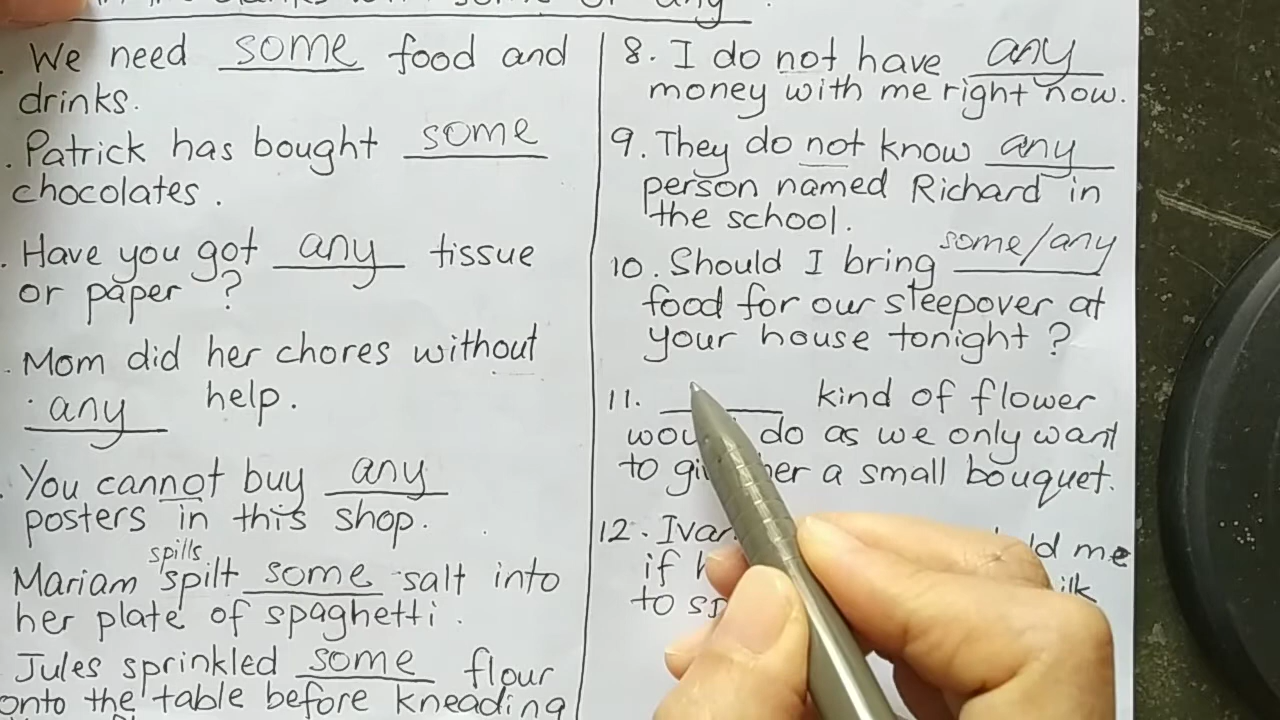 We need some food and
drinks.
Patrick has bought some
chocolates.
Have you got any tissue
or paper ?
Mom did her chores without
any help.
You cannot buy any
posters in this shop.
spills
Mariam spilt some salt into
her plate of spaghetti.
Jules sprinkled some flour
onto the table before kneading
8. I do not have any
money with me right now.
9. They do not know any
person named Richard in
the school.
some/any
10. Should I bring
food for our sleepover at
your house tonight ?
11. ______ kind of flower
do as we only want
to her a small bouquet.
12. me
if
to